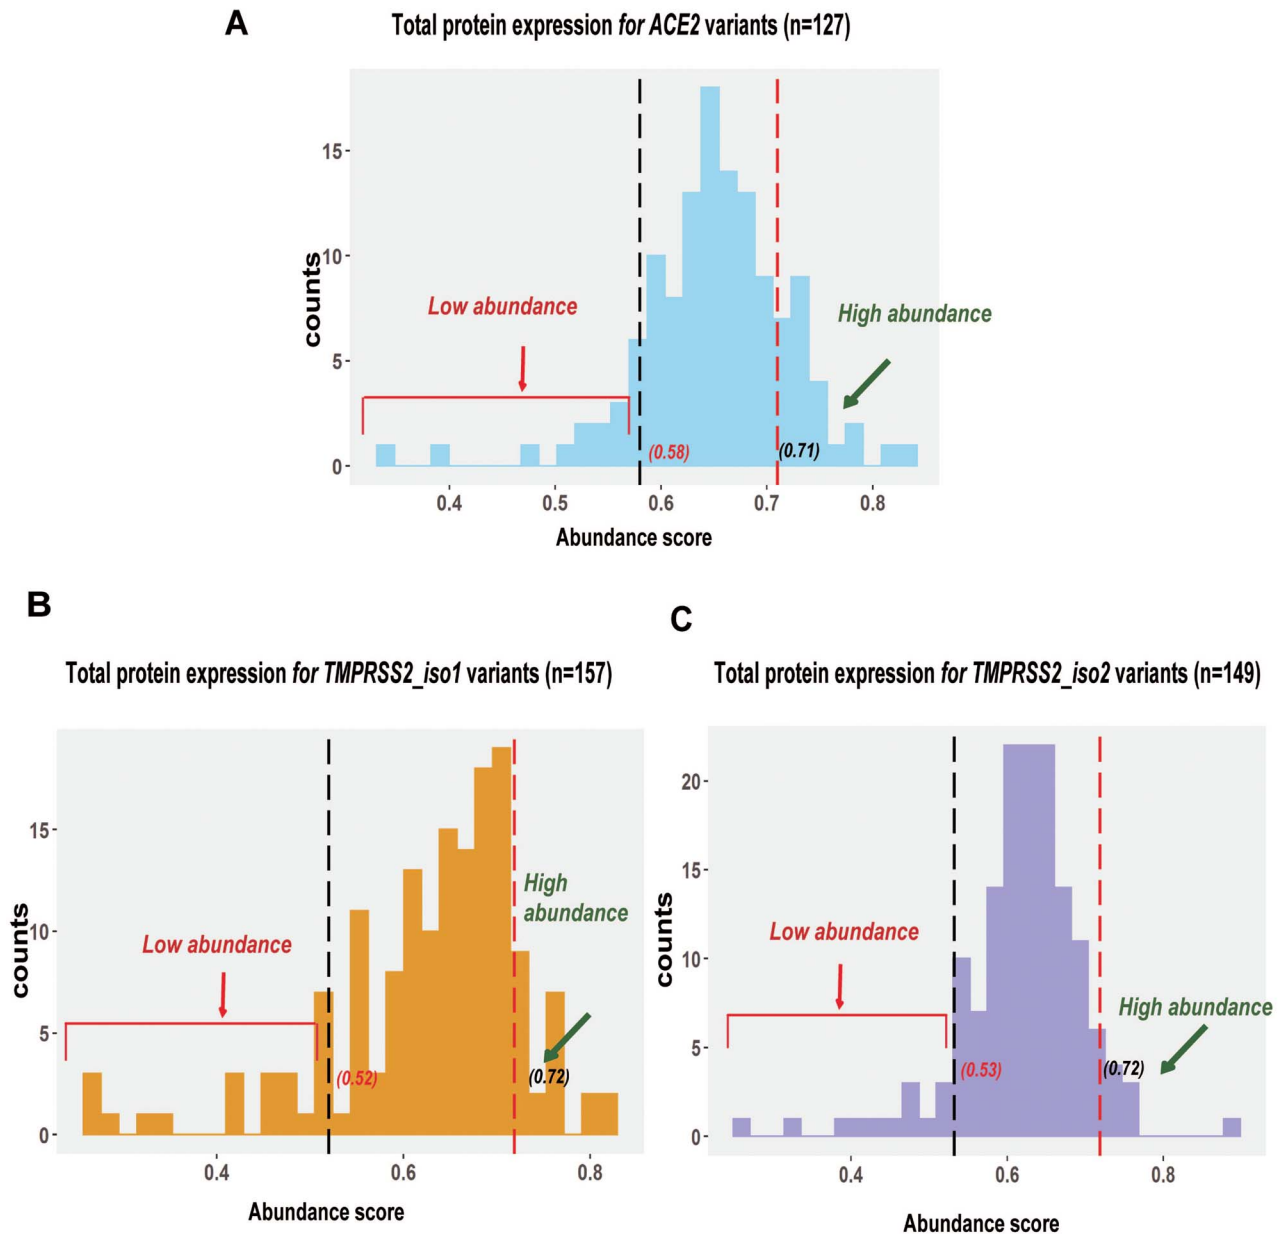 A
Total protein expression for ACE2 variants (n=127)
15
10
5
0
counts
Low abundance
High abundance
(0.58)
(0.71)
0.4 0.5 0.6 0.7 0.8
Abundance score
B
Total protein expression for TMPRSS2_iso1 variants (n=157)
15
10
5
0
counts
Low abundance
High
abundance
(0.52)
(0.72)
0.4 0.6 0.8
Abundance score
C
Total protein expression for TMPRSS2_iso2 variants (n=149)
20
15
10
5
0
counts
Low abundance
High abundance
(0.53)
(0.72)
0.4 0.6 0.8
Abundance score